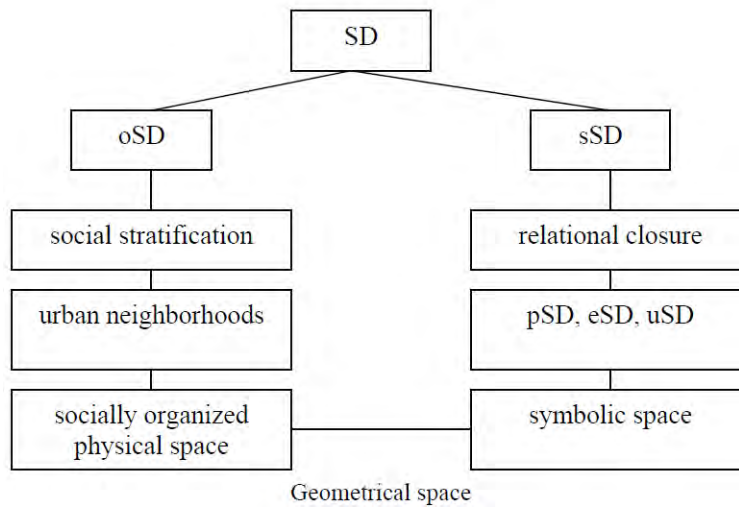 SD
oSD
sSD
social stratification
relational closure
urban neighborhoods
pSD, eSD, uSD
socially organized
physical space
symbolic space
Geometrical space